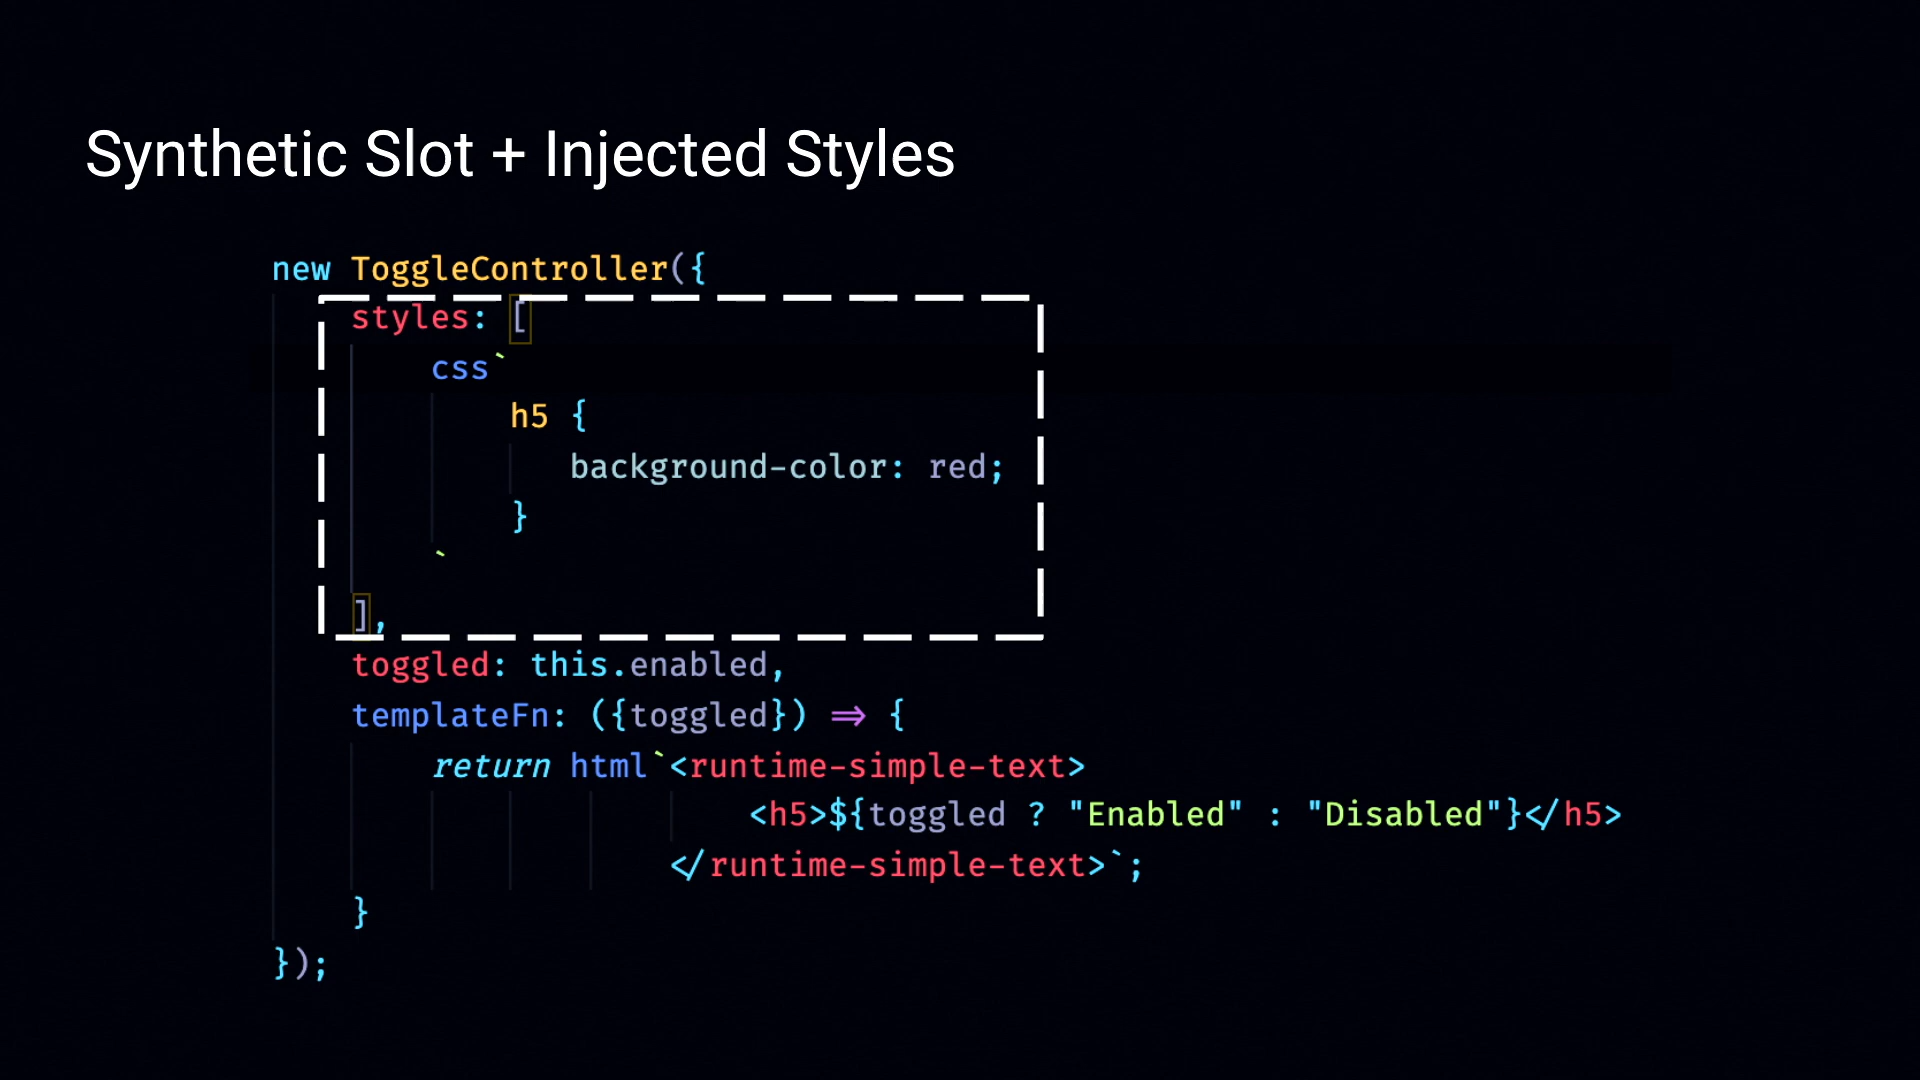 Synthetic Slot + Injected Styles
new ToggleController({
styles: [
css`
h5 {
background-color: red;
}
`
],
toggled: this.enabled,
templateFn: ({toggled}) => {
return html`<runtime-simple-text>
<h5>${toggled ? "Enabled" : "Disabled"}</h5>
</runtime-simple-text>`;
}
});